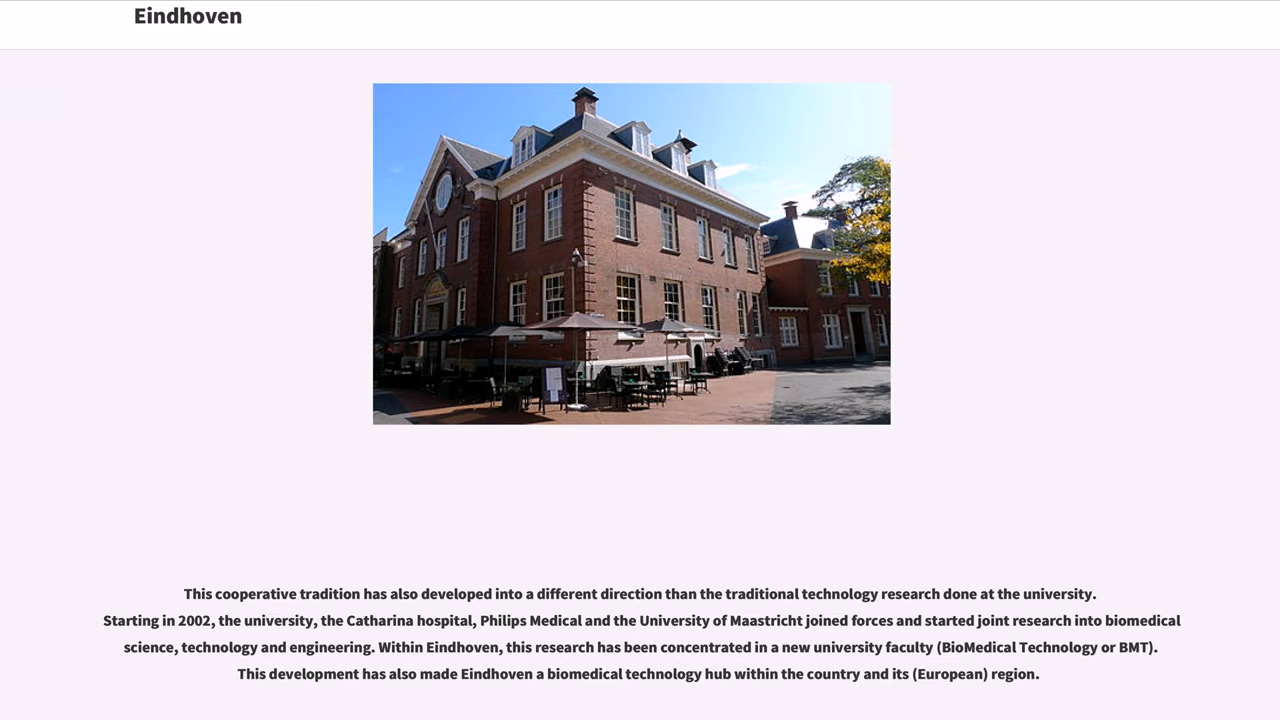 Eindhoven
This cooperative tradition has also developed into a different direction than the traditional technology research done at the university.
Starting in 2002, the university, the Catharina hospital, Philips Medical and the University of Maastricht joined forces and started joint research into biomedical
science, technology and engineering. Within Eindhoven, this research has been concentrated in a new university faculty (BioMedical Technology or BMT).
This development has also made Eindhoven a biomedical technology hub within the country and its (European) region.